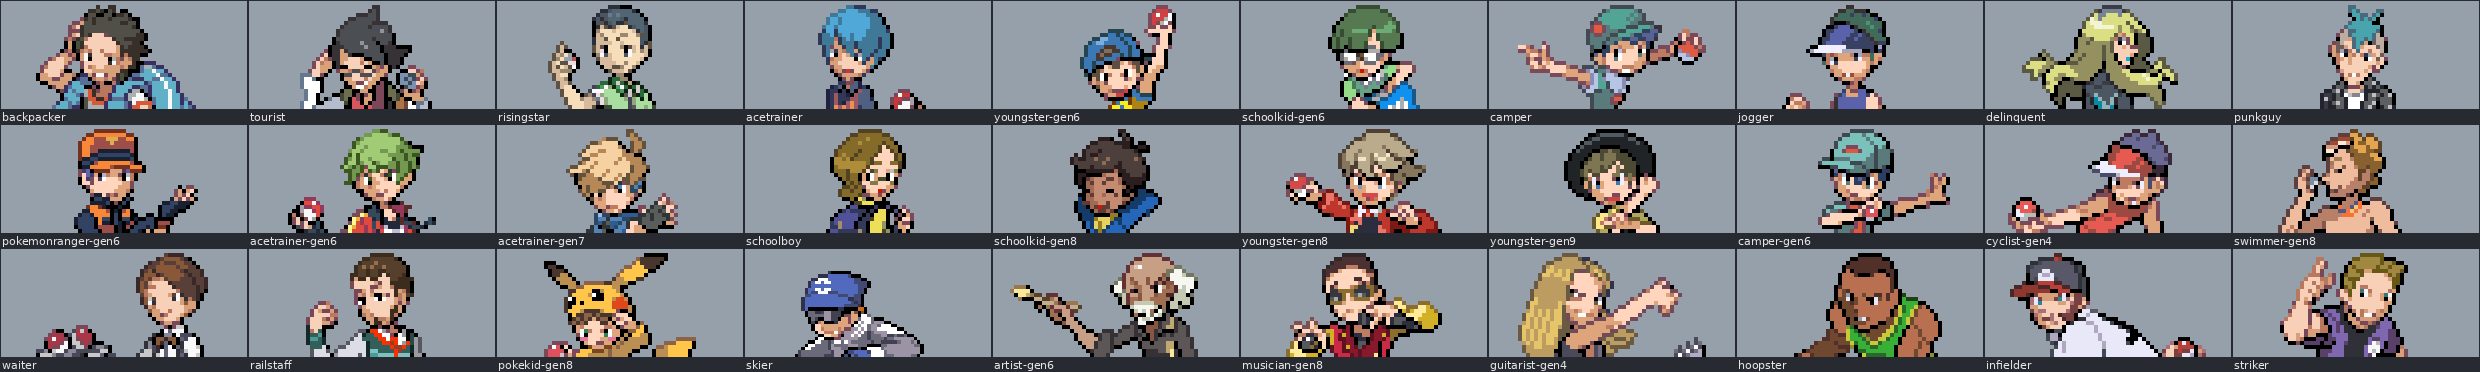 backpacker tourist risingstar acetrainer youngster-gen6 schoolkid-gen6 camper jogger delinquent punkguy
pokemonranger-gen6 acetrainer-gen6 acetrainer-gen7 schoolboy schoolkid-gen8 youngster-gen8 youngster-gen9 camper-gen6 cyclist-gen4 swimmer-gen8
waiter railstaff pokekid-gen8 skier artist-gen6 musician-gen8 guitarist-gen4 hoopster infielder striker